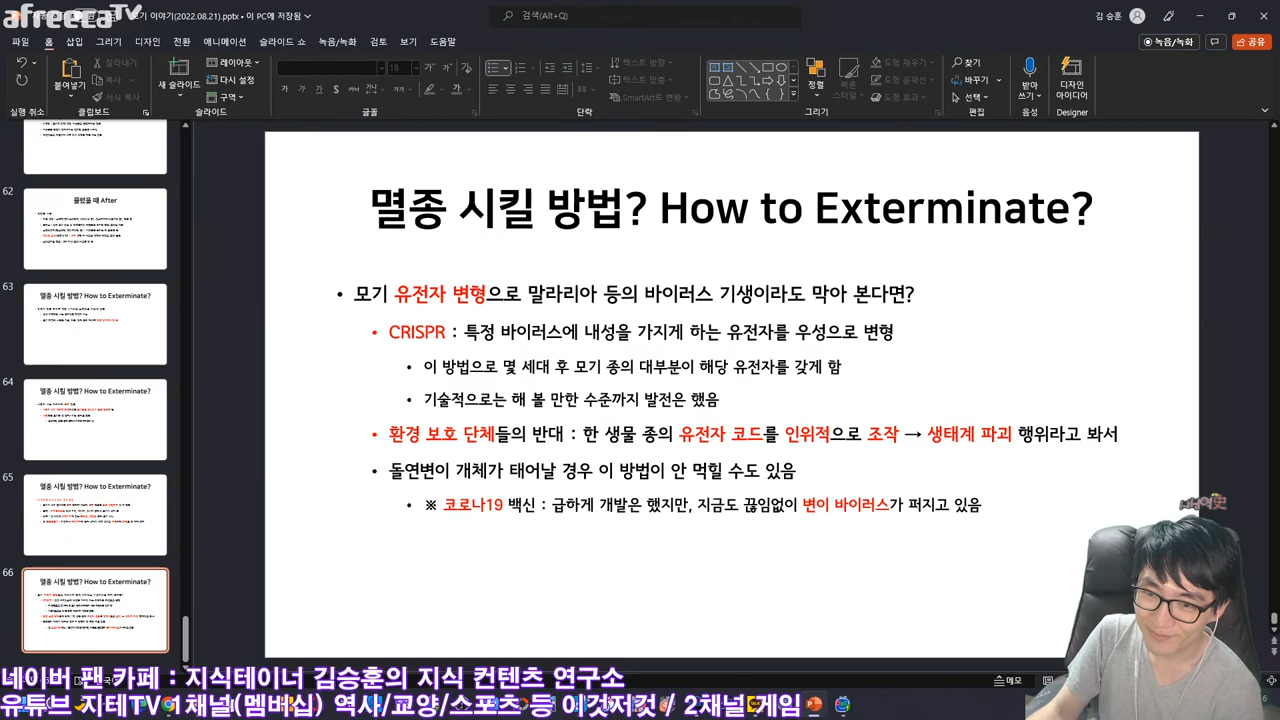 afreecaTV
기 이야기(2022.08.21).pptx • 이 PC에 저장됨
검색(Alt+Q)
김 승훈
파일 홈 삽입 그리기 디자인 전환 애니메이션 슬라이드 쇼 녹음/녹화 검토 보기 도움말
녹음/녹화 공유
붙여넣기 잘라내기 복사 서식 복사
새 슬라이드 레이아웃 다시 설정 구역
18
가 가 가 가
텍스트 방향 텍스트 맞춤 SmartArt로 변환
정렬 빠른 스타일 도형 채우기 도형 윤곽선 도형 효과
찾기 바꾸기 선택
받아쓰기 디자인 아이디어
실행 취소 클립보드 슬라이드 글꼴 단락 그리기 편집 음성 Designer
62
물렸을 때 After
63
멸종 시킬 방법? How to Exterminate?
64
멸종 시킬 방법? How to Exterminate?
65
멸종 시킬 방법? How to Exterminate?
66
멸종 시킬 방법? How to Exterminate?
멸종 시킬 방법? How to Exterminate?
• 모기 유전자 변형으로 말라리아 등의 바이러스 기생이라도 막아 본다면?
• CRISPR : 특정 바이러스에 내성을 가지게 하는 유전자를 우성으로 변형
• 이 방법으로 몇 세대 후 모기 종의 대부분이 해당 유전자를 갖게 함
• 기술적으로는 해 볼 만한 수준까지 발전은 했음
• 환경 보호 단체들의 반대 : 한 생물 종의 유전자 코드를 인위적으로 조작 → 생태계 파괴 행위라고 봐서
• 돌연변이 개체가 태어날 경우 이 방법이 안 먹힐 수도 있음
• ※ 코로나19 백신 : 급하게 개발은 했지만, 지금도 끊임없이 변이 바이러스가 퍼지고 있음
메모
네이버 팬 카페 : 지식테이너 김승훈의 지식 컨텐츠 연구소
유튜브 지테TV 1채널(멤버십) 역사/교양/스포츠 등 이것저것 / 2채널 게임